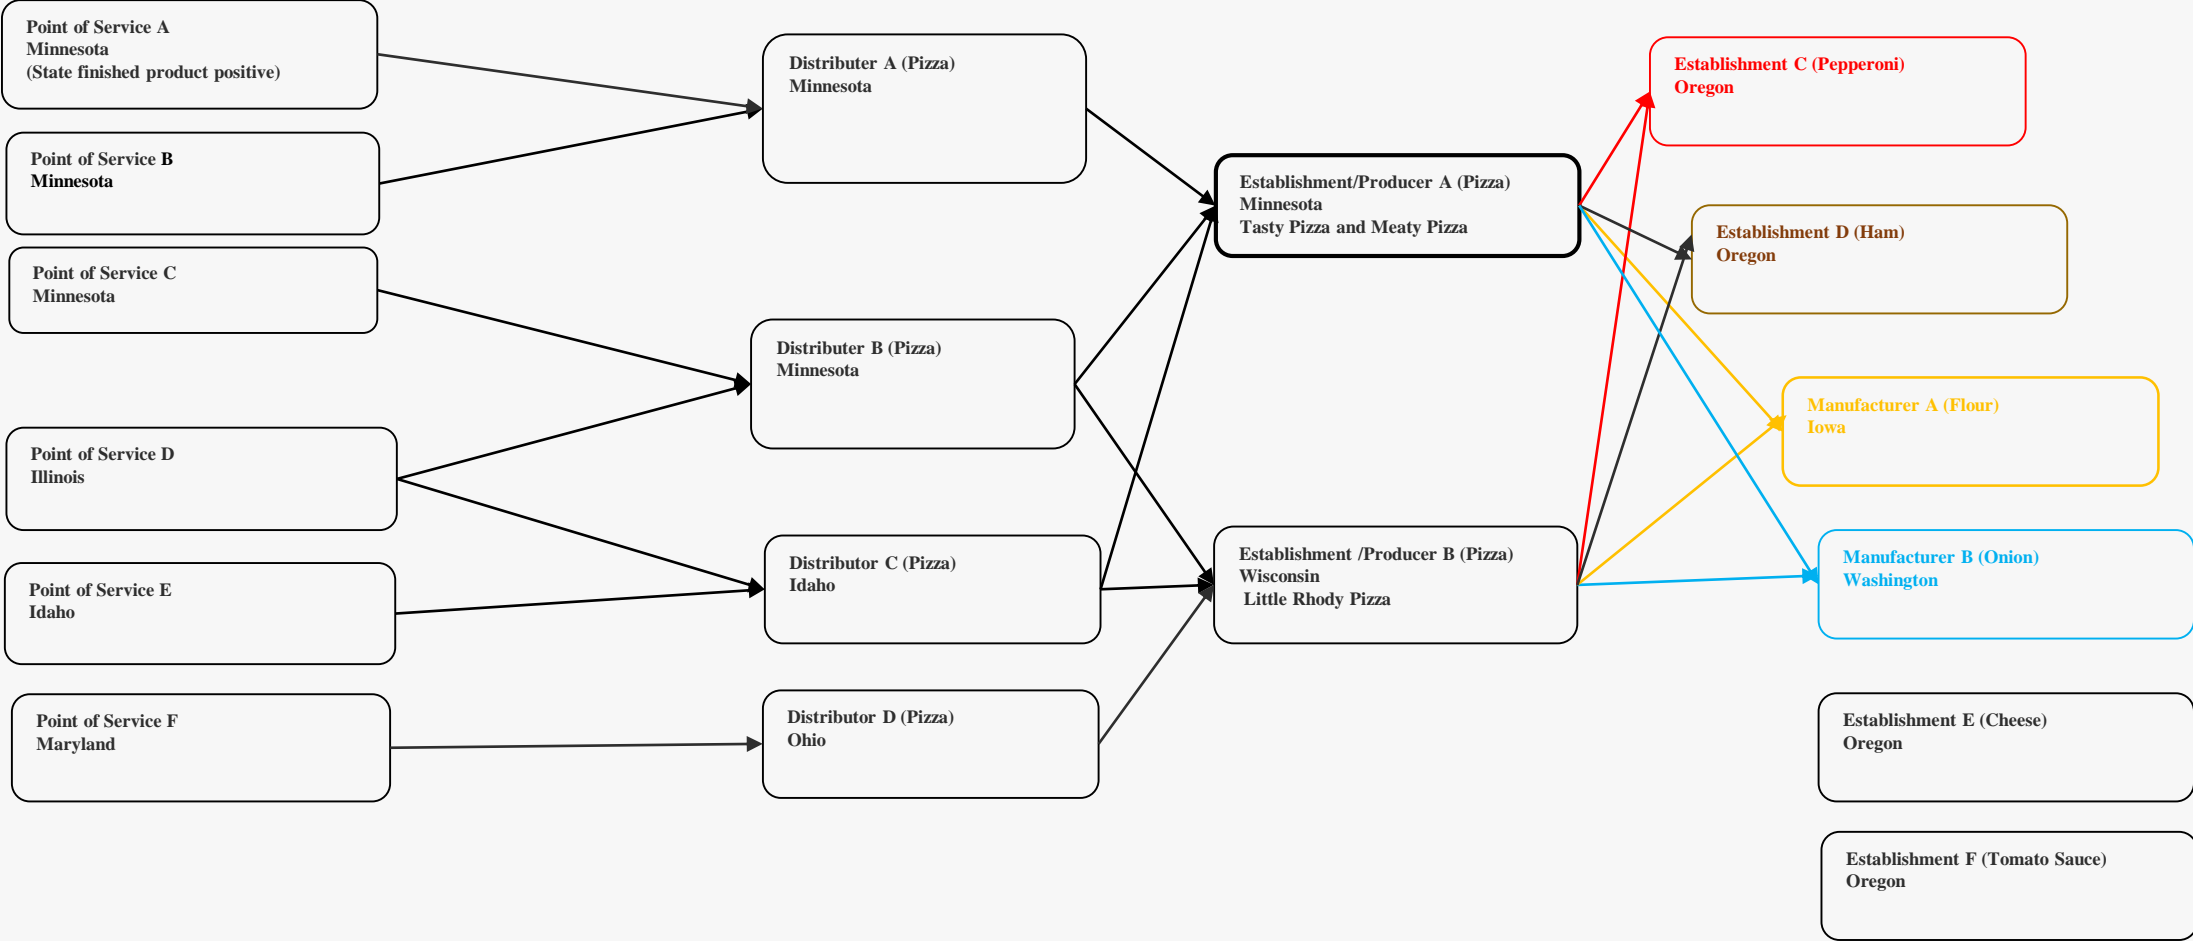 Point of Service A
Minnesota
(State finished product positive)
Point of Service B
Minnesota
Point of Service C
Minnesota
Point of Service D
Illinois
Point of Service E
Idaho
Point of Service F
Maryland
Distributer A (Pizza)
Minnesota
Distributer B (Pizza)
Minnesota
Distributor C (Pizza)
Idaho
Distributor D (Pizza)
Ohio
Establishment/Producer A (Pizza)
Minnesota
Tasty Pizza and Meaty Pizza
Establishment /Producer B (Pizza)
Wisconsin
Little Rhody Pizza
Establishment C (Pepperoni)
Oregon
Establishment D (Ham)
Oregon
Manufacturer A (Flour)
Iowa
Manufacturer B (Onion)
Washington
Establishment E (Cheese)
Oregon
Establishment F (Tomato Sauce)
Oregon